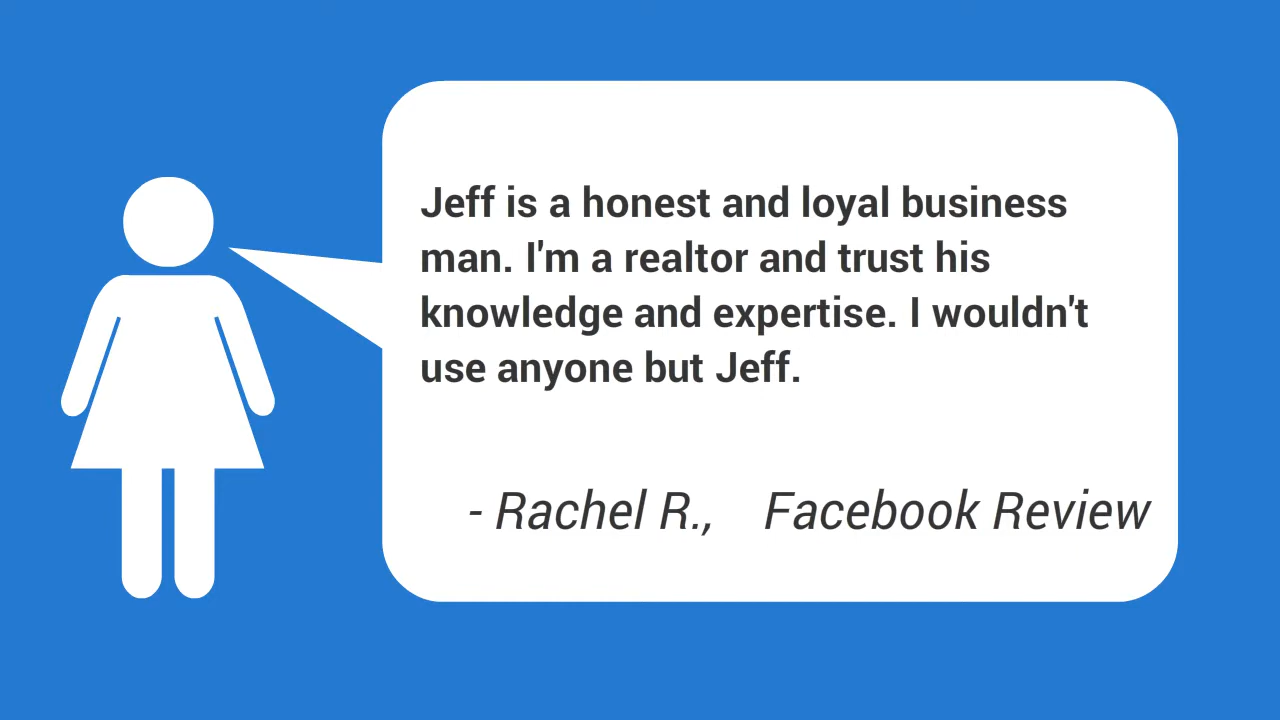 Jeff is a honest and loyal business
man. I'm a realtor and trust his
knowledge and expertise. I wouldn't
use anyone but Jeff.
- Rachel R., Facebook Review